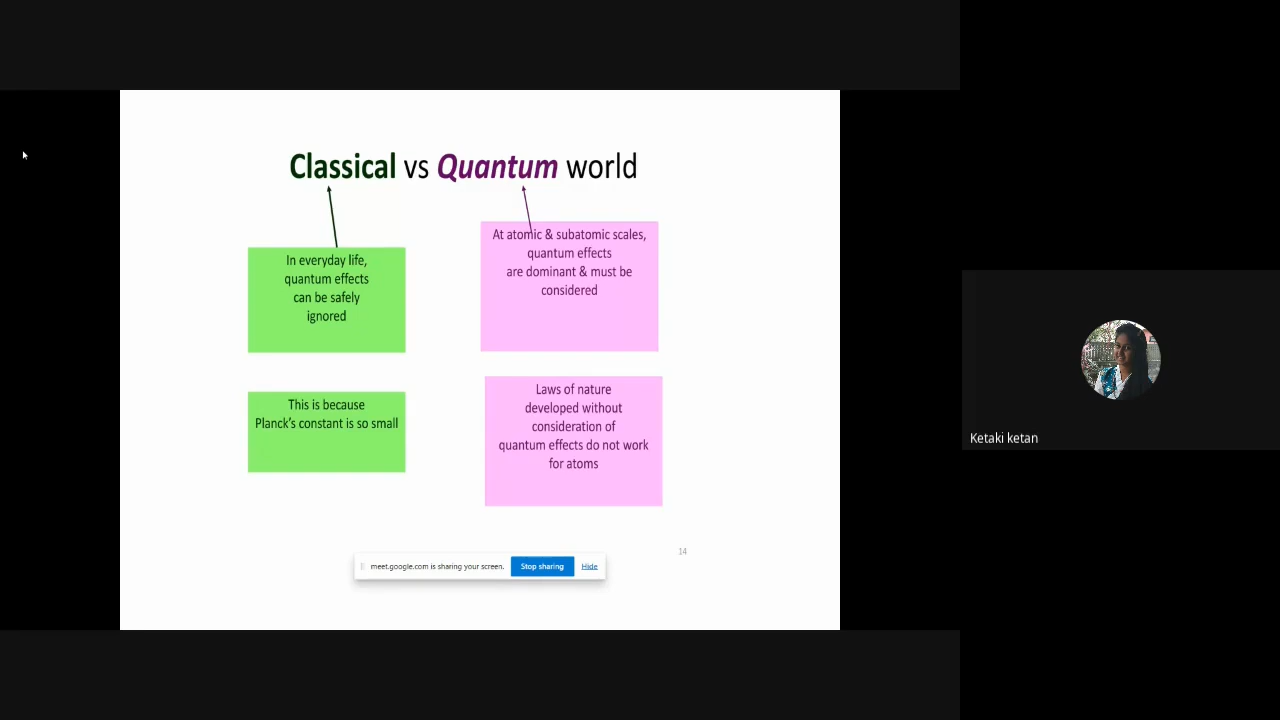 Classical vs Quantum world
In everyday life,
quantum effects
can be safely
ignored
At atomic & subatomic scales,
quantum effects
are dominant & must be
considered
This is because
Planck's constant is so small
Laws of nature
developed without
consideration of
quantum effects do not work
for atoms
14
meet.google.com is sharing your screen. Stop sharing Hide
Ketaki ketan